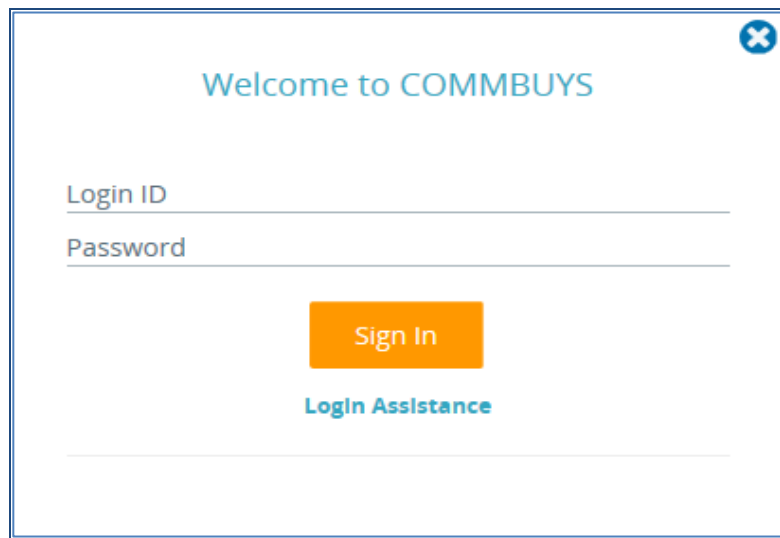 Welcome to COMMBUYS
Login ID
Password
Sign In
Login Assistance